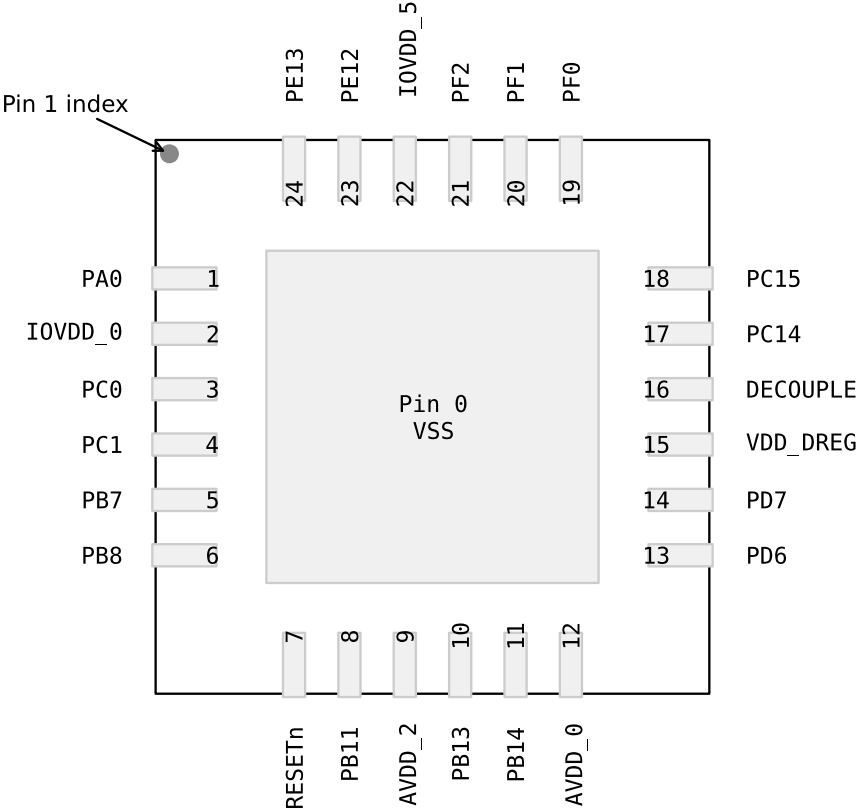 PE13
PE12
IOVDD_5
PF2
PF1
PF0
Pin 1 index
24
23
22
21
20
19
PA0 1
18 PC15
IOVDD_0 2
17 PC14
PC0 3
16 DECOUPLE
PC1 4
15 VDD_DREG
PB7 5
14 PD7
PB8 6
13 PD6
Pin 0
VSS
7
8
9
10
11
12
RESETn
PB11
AVDD_2
PB13
PB14
AVDD_0